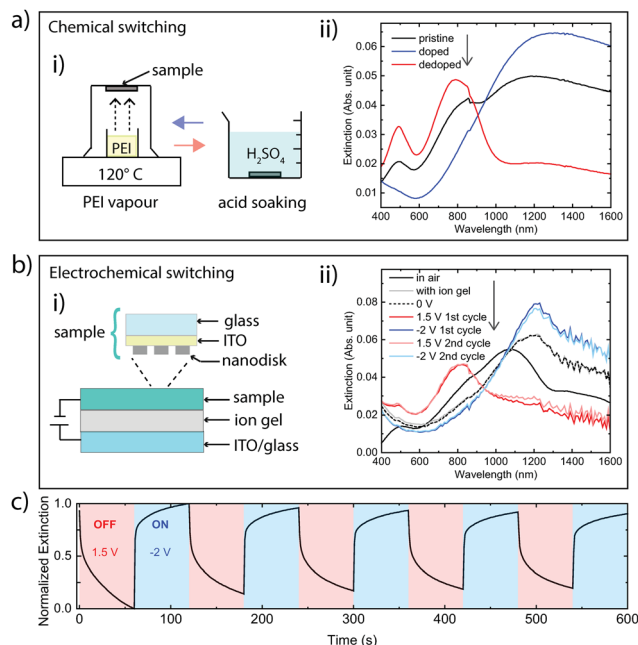 a)
Chemical switching
i)
sample
PEI
120° C
PEI vapour
H₂SO₄
acid soaking
ii)
pristine
doped
dedoped
Extinction (Abs. unit)
0.06
0.05
0.04
0.03
0.02
0.01
400 600 800 1000 1200 1400 1600
Wavelength (nm)
b)
Electrochemical switching
i)
sample
glass
ITO
nanodisk
sample
ion gel
ITO/glass
ii)
in air
with ion gel
0 V
1.5 V 1st cycle
-2 V 1st cycle
1.5 V 2nd cycle
-2 V 2nd cycle
Extinction (Abs. unit)
0.08
0.06
0.04
0.02
0.00
400 600 800 1000 1200 1400 1600
Wavelength (nm)
c)
Normalized Extinction
1.0
0.5
0.0
OFF ON
1.5 V -2 V
0 100 200 300 400 500 600
Time (s)